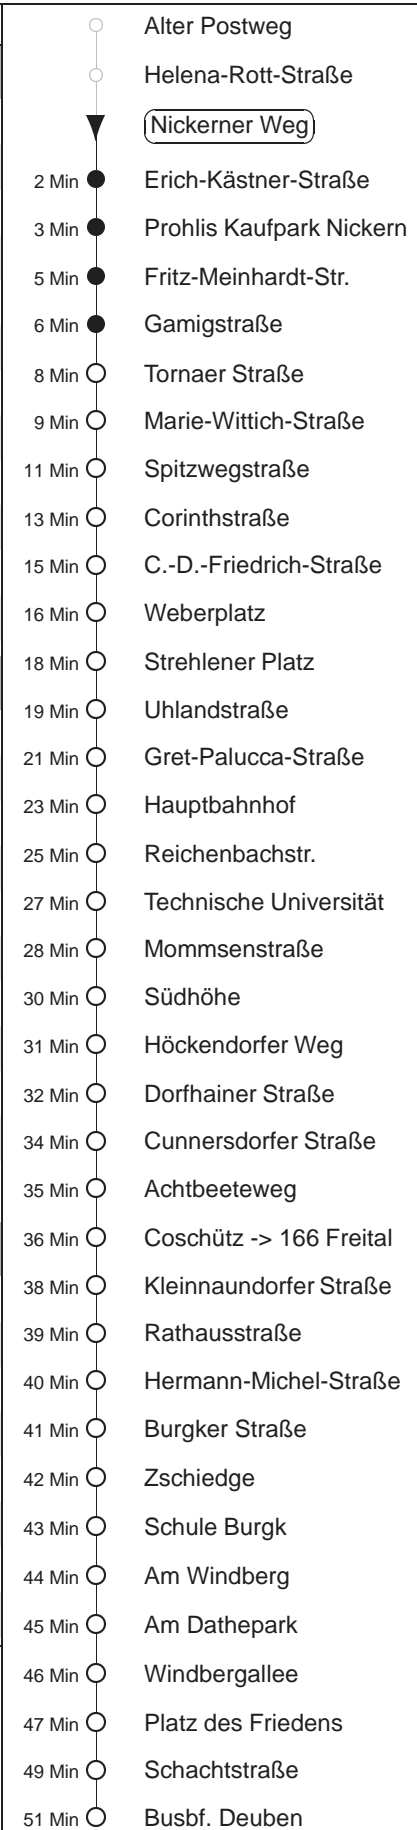 Alter Postweg
Helena-Rott-Straße
Nickerner Weg
2 Min Erich-Kästner-Straße
3 Min Prohlis Kaufpark Nickern
5 Min Fritz-Meinhardt-Str.
6 Min Gamigstraße
8 Min Tornaer Straße
9 Min Marie-Wittich-Straße
11 Min Spitzwegstraße
13 Min Corinthstraße
15 Min C.-D.-Friedrich-Straße
16 Min Weberplatz
18 Min Strehlener Platz
19 Min Uhlandstraße
21 Min Gret-Palucca-Straße
23 Min Hauptbahnhof
25 Min Reichenbachstr.
27 Min Technische Universität
28 Min Mommsenstraße
30 Min Südhöhe
31 Min Höckendorfer Weg
32 Min Dorfhainer Straße
34 Min Cunnersdorfer Straße
35 Min Achtbeeteweg
36 Min Coschütz -> 166 Freital
38 Min Kleinnaundorfer Straße
39 Min Rathausstraße
40 Min Hermann-Michel-Straße
41 Min Burgker Straße
42 Min Zschiedge
43 Min Schule Burgk
44 Min Am Windberg
45 Min Am Dathepark
46 Min Windbergallee
47 Min Platz des Friedens
49 Min Schachtstraße
51 Min Busbf. Deuben